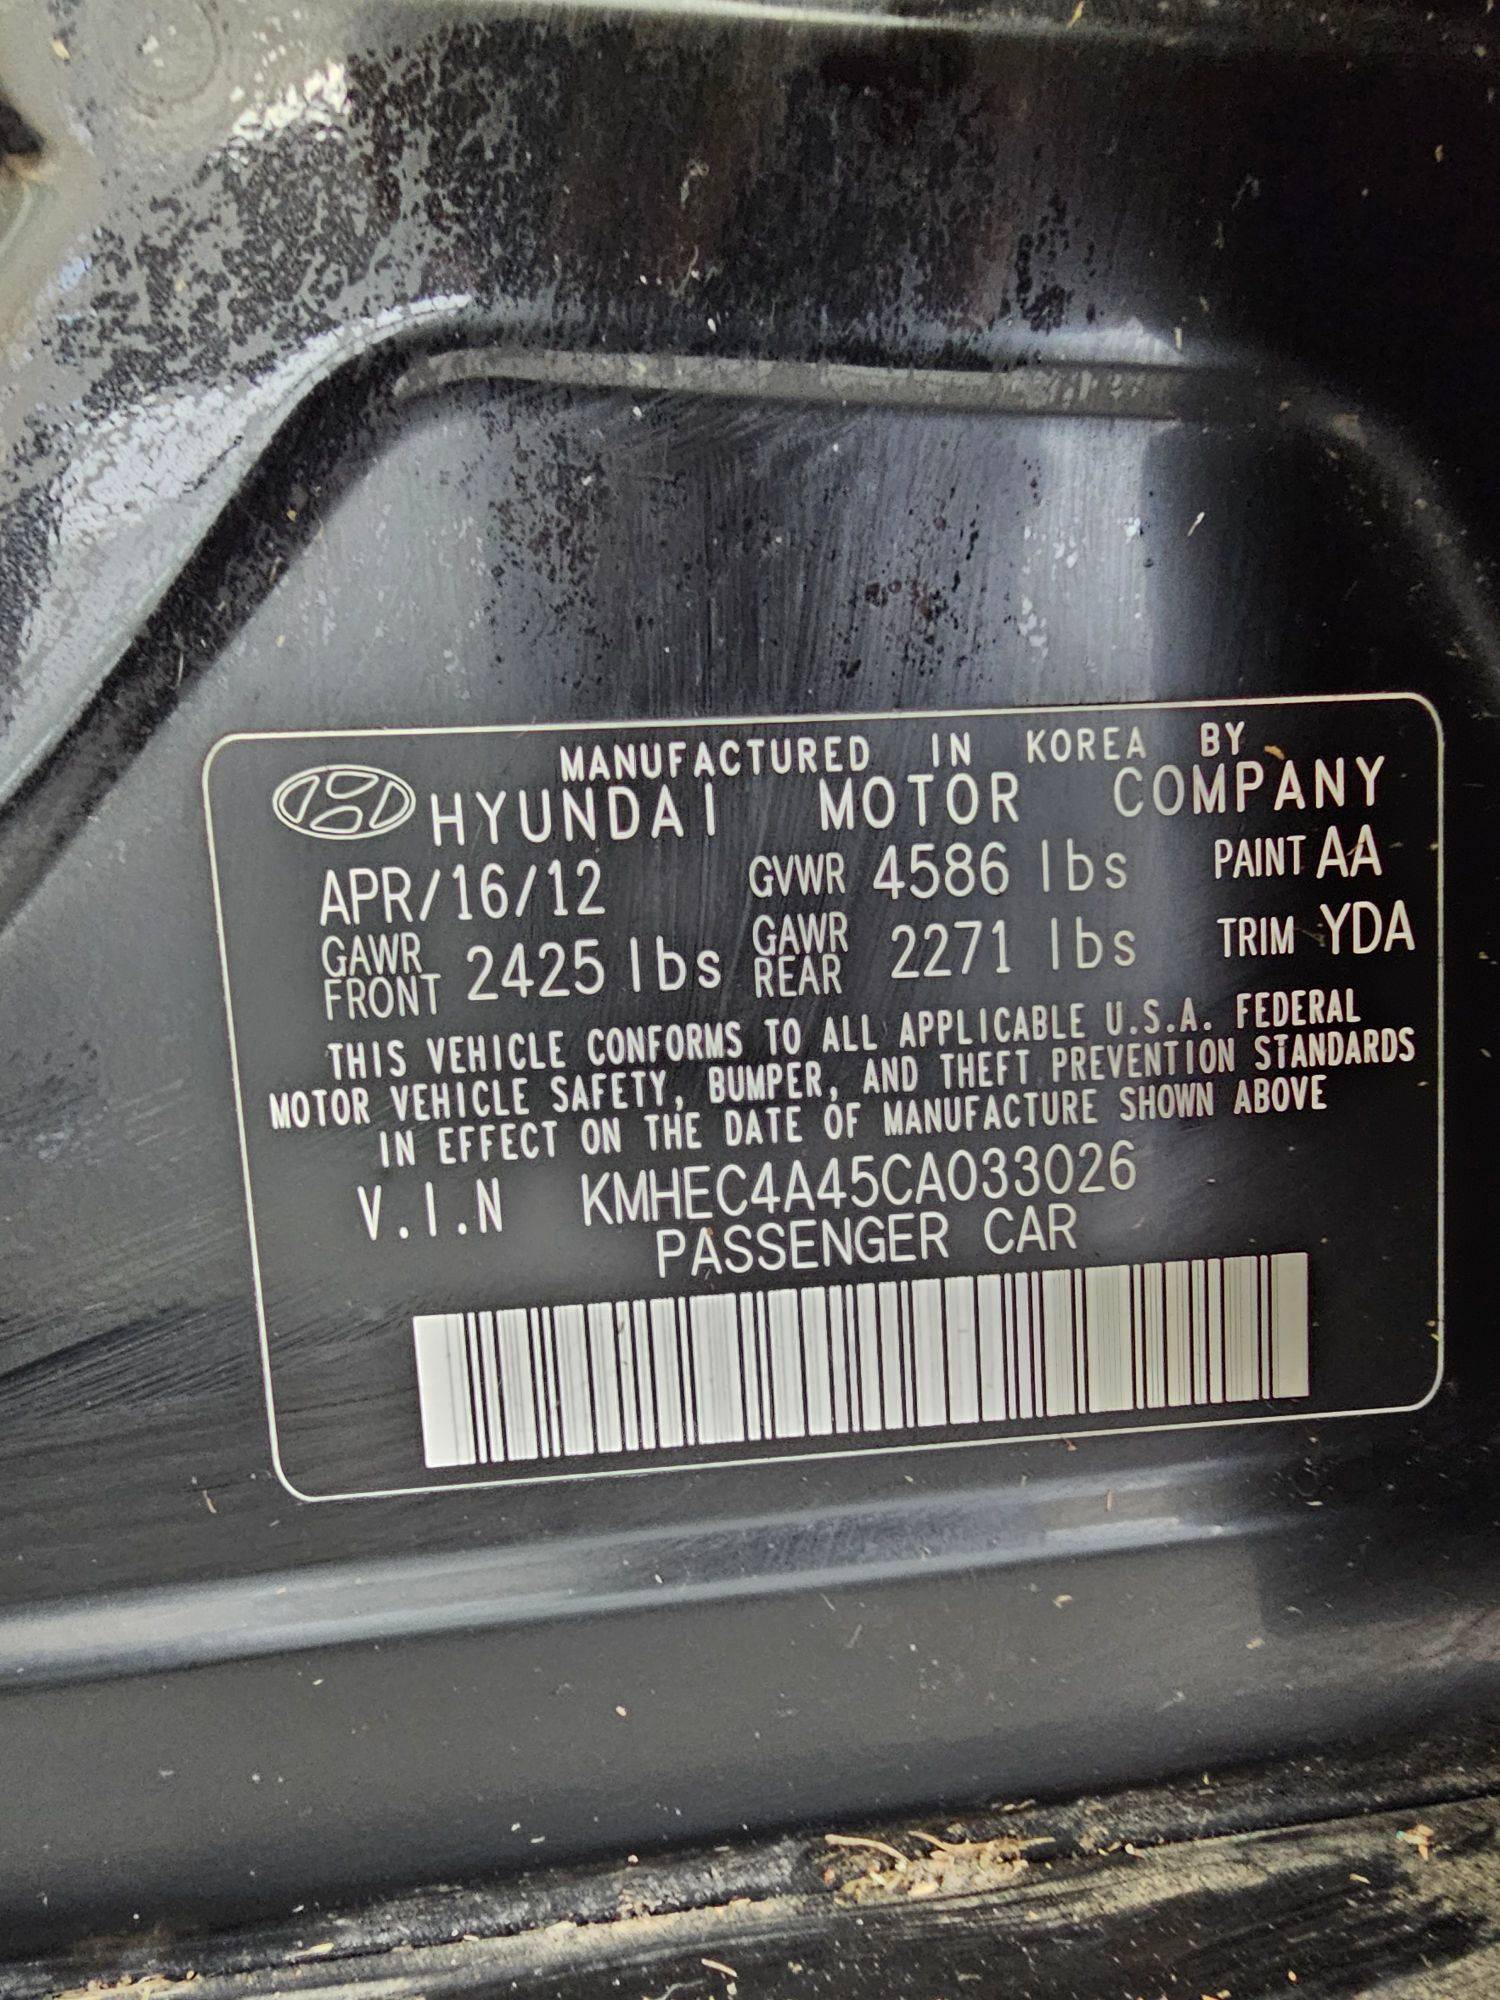 MANUFACTURED IN KOREA BY
HYUNDAI MOTOR COMPANY
APR/16/12 GVWR 4586 lbs PAINT AA
GAWR FRONT 2425 lbs GAWR REAR 2271 lbs TRIM YDA
THIS VEHICLE CONFORMS TO ALL APPLICABLE U.S.A. FEDERAL
MOTOR VEHICLE SAFETY, BUMPER, AND THEFT PREVENTION STANDARDS
IN EFFECT ON THE DATE OF MANUFACTURE SHOWN ABOVE
V.I.N KMHEC4A45CA033026
PASSENGER CAR